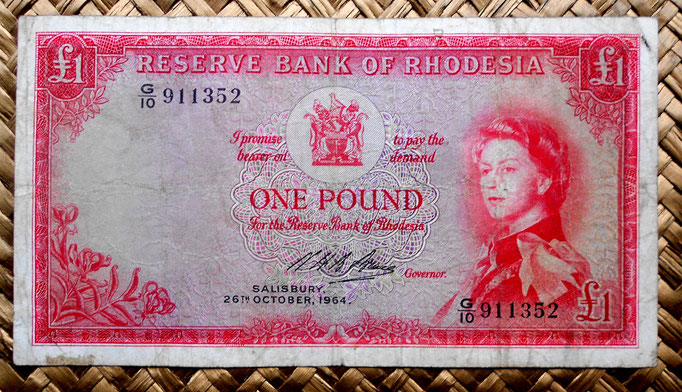 £1 RESERVE BANK OF RHODESIA £1
G/10 911352
I promise to pay the
bearer on demand
ONE POUND
For the Reserve Bank of Rhodesia
Governor.
SALISBURY,
26TH OCTOBER, 1964.
G/10 911352
£1 £1